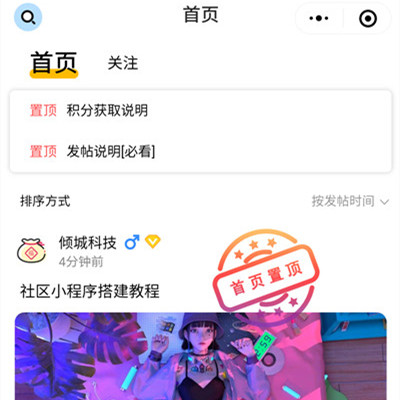 首页
首页 关注
置顶 积分获取说明
置顶 发帖说明[必看]
排序方式 按发帖时间
倾城科技
4分钟前
首页置顶
社区小程序搭建教程